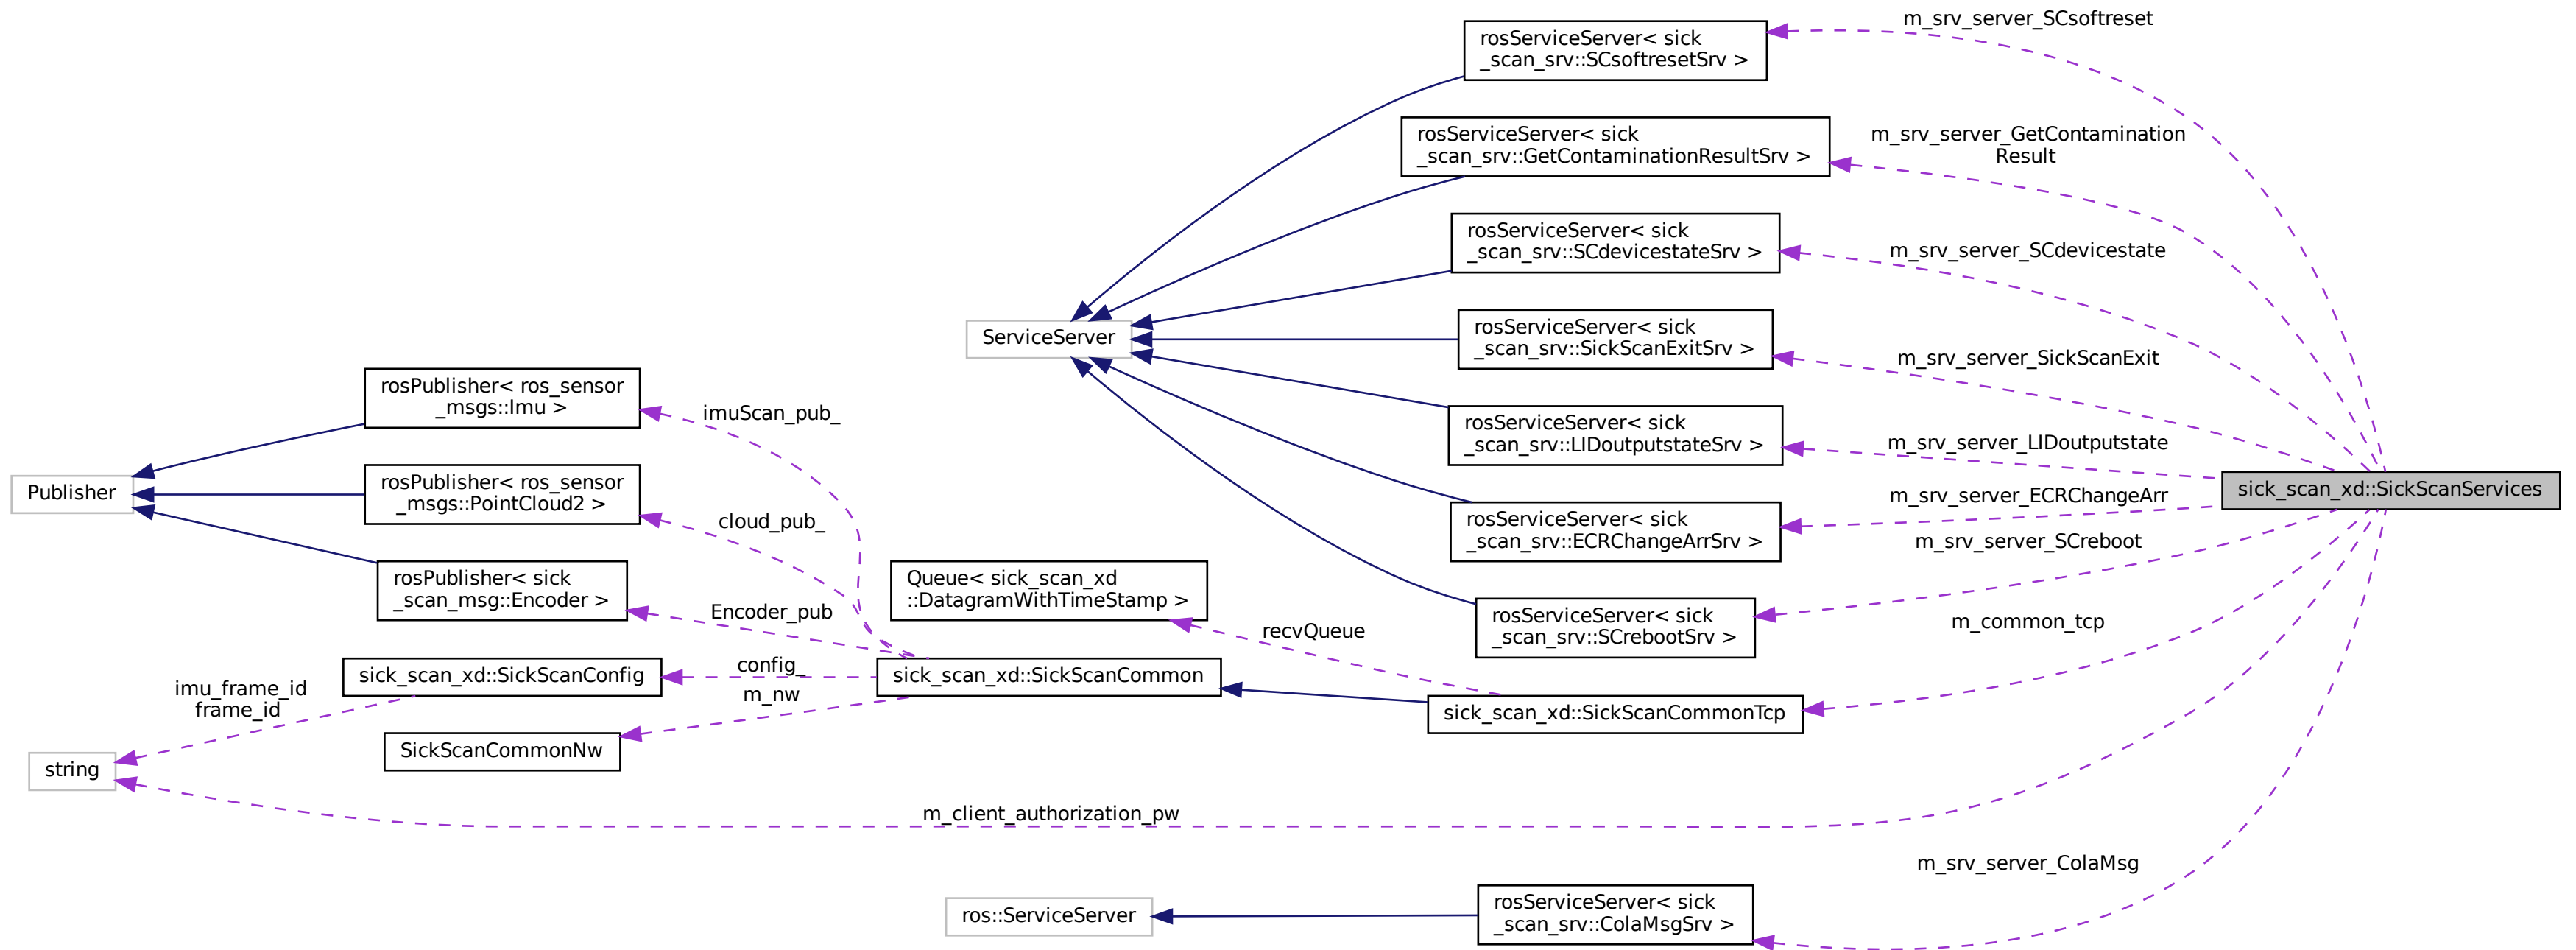 m_srv_server_SCsoftreset
rosServiceServer< sick
_scan_srv::SCsoftresetSrv >
rosServiceServer< sick
_scan_srv::GetContaminationResultSrv >
m_srv_server_GetContamination
Result
rosServiceServer< sick
_scan_srv::SCdevicestateSrv >
m_srv_server_SCdevicestate
ServiceServer
rosServiceServer< sick
_scan_srv::SickScanExitSrv >
m_srv_server_SickScanExit
rosPublisher< ros_sensor
_msgs::Imu >
imuScan_pub_
rosServiceServer< sick
_scan_srv::LIDoutputstateSrv >
m_srv_server_LIDoutputstate
Publisher
rosPublisher< ros_sensor
_msgs::PointCloud2 >
cloud_pub_
rosServiceServer< sick
_scan_srv::ECRChangeArrSrv >
m_srv_server_ECRChangeArr
sick_scan_xd::SickScanServices
m_srv_server_SCreboot
rosPublisher< sick
_scan_msg::Encoder >
Encoder_pub
Queue< sick_scan_xd
::DatagramWithTimeStamp >
recvQueue
rosServiceServer< sick
_scan_srv::SCrebootSrv >
m_common_tcp
sick_scan_xd::SickScanConfig
config_
sick_scan_xd::SickScanCommon
imu_frame_id
frame_id
m_nw
sick_scan_xd::SickScanCommonTcp
SickScanCommonNw
string
m_client_authorization_pw
m_srv_server_ColaMsg
ros::ServiceServer
rosServiceServer< sick
_scan_srv::ColaMsgSrv >